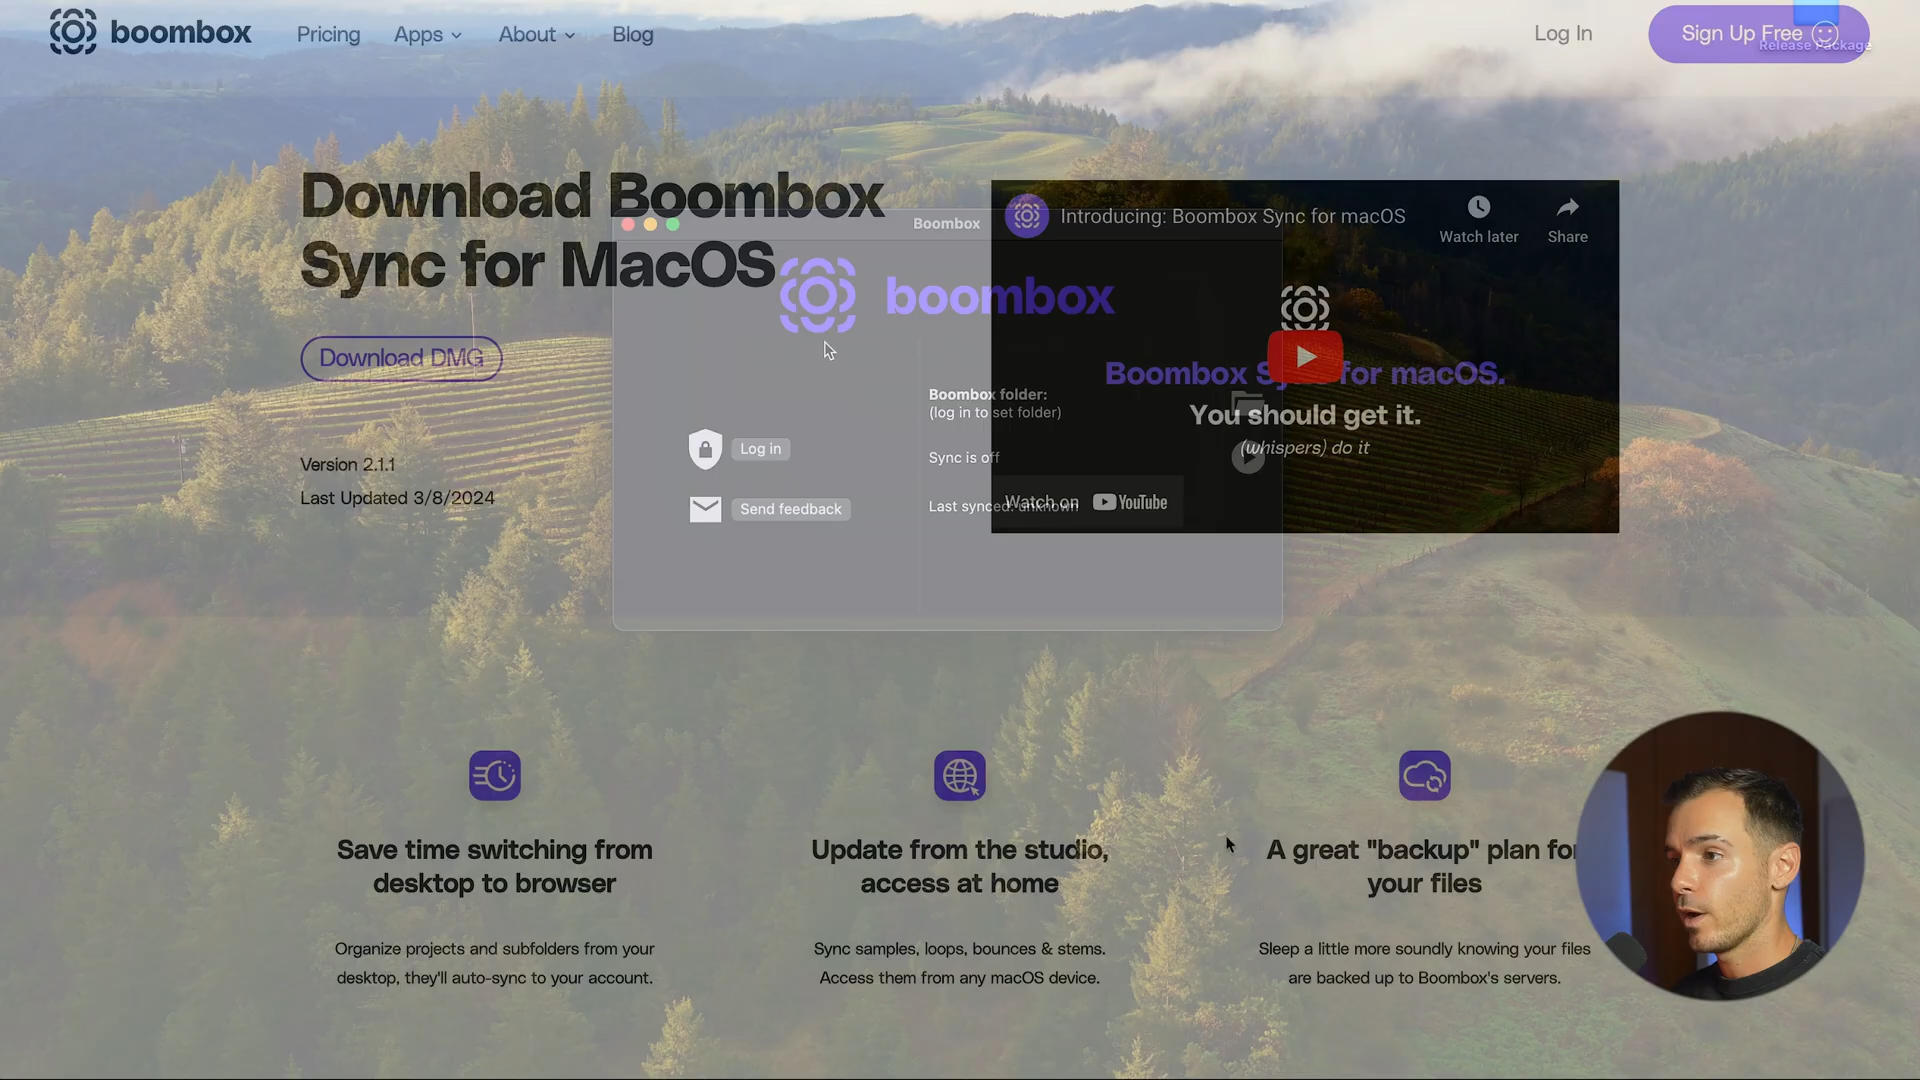 boombox
Pricing
Apps
About
Blog
Log In
Sign Up Free
Release Package
Download Boombox
Sync for MacOS
Download DMG
Version 2.1.1
Last Updated 3/8/2024
Boombox
boombox
Log in
Send feedback
Boombox folder:
(log in to set folder)
Sync is off
Last synced: unknown
Introducing: Boombox Sync for macOS
Watch later
Share
Boombox Sync for macOS.
You should get it.
(whispers) do it
Watch on YouTube
Save time switching from
desktop to browser
Organize projects and subfolders from your
desktop, they'll auto-sync to your account.
Update from the studio,
access at home
Sync samples, loops, bounces & stems.
Access them from any macOS device.
A great "backup" plan for
your files
Sleep a little more soundly knowing your files
are backed up to Boombox's servers.